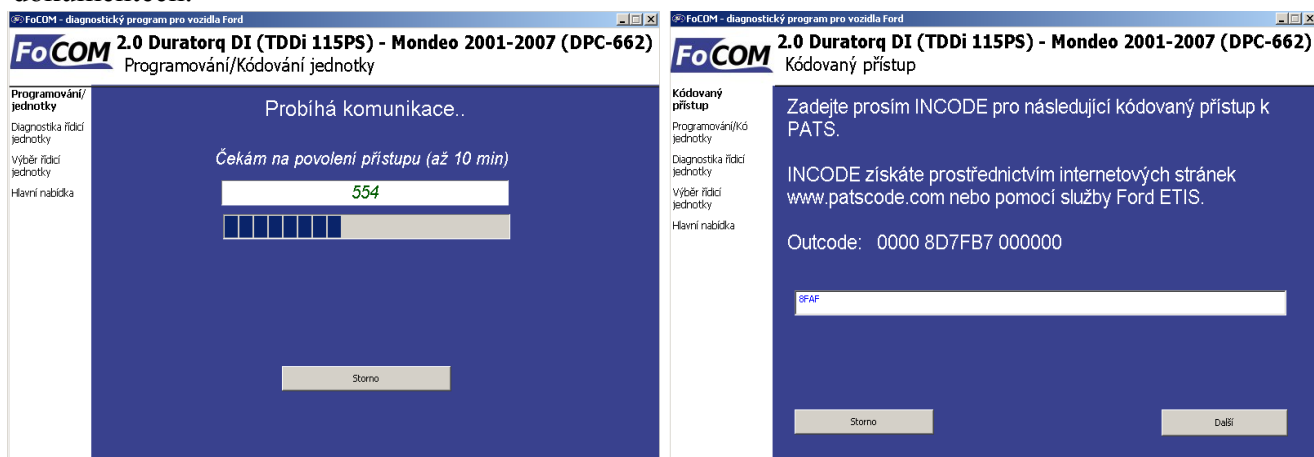 dokumentech.
FoCOM - diagnostický program pro vozidla Ford
FoCOM
2.0 Duratorq DI (TDDi 115PS) - Mondeo 2001-2007 (DPC-662)
Programování/Kódování jednotky
Programování/
jednotky
Diagnostika řídicí
jednotky
Výběr řídicí
jednotky
Hlavní nabídka
Probíhá komunikace..
Čekám na povolení přístupu (až 10 min)
554
Storno
FoCOM - diagnostický program pro vozidla Ford
FoCOM
2.0 Duratorq DI (TDDi 115PS) - Mondeo 2001-2007 (DPC-662)
Kódovaný přístup
Kódovaný
přístup
Programování/Kó
jednotky
Diagnostika řídicí
jednotky
Výběr řídicí
jednotky
Hlavní nabídka
Zadejte prosím INCODE pro následující kódovaný přístup k
PATS.
INCODE získáte prostřednictvím internetových stránek
www.patscode.com nebo pomocí služby Ford ETIS.
Outcode: 0000 8D7FB7 000000
8FAF
Storno
Další